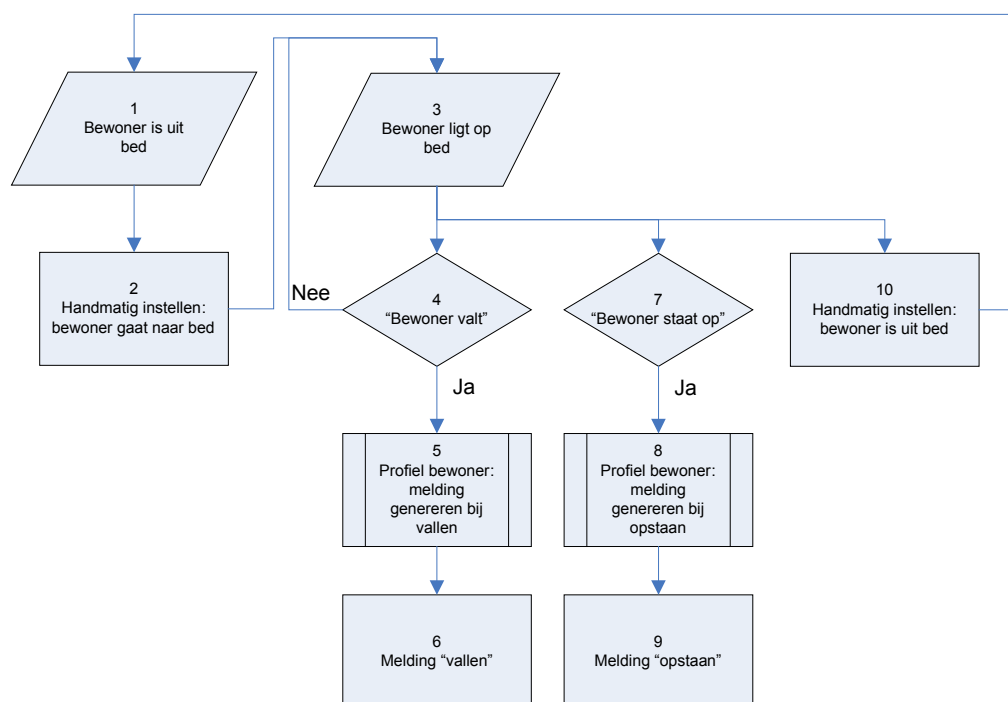 1
Bewoner is uit
bed
3
Bewoner ligt op
bed
2
Handmatig instellen:
bewoner gaat naar bed
Nee
4
“Bewoner valt”
7
“Bewoner staat op”
10
Handmatig instellen:
bewoner is uit bed
Ja
Ja
5
Profiel bewoner:
melding
genereren bij
vallen
8
Profiel bewoner:
melding
genereren bij
opstaan
6
Melding “vallen”
9
Melding “opstaan”